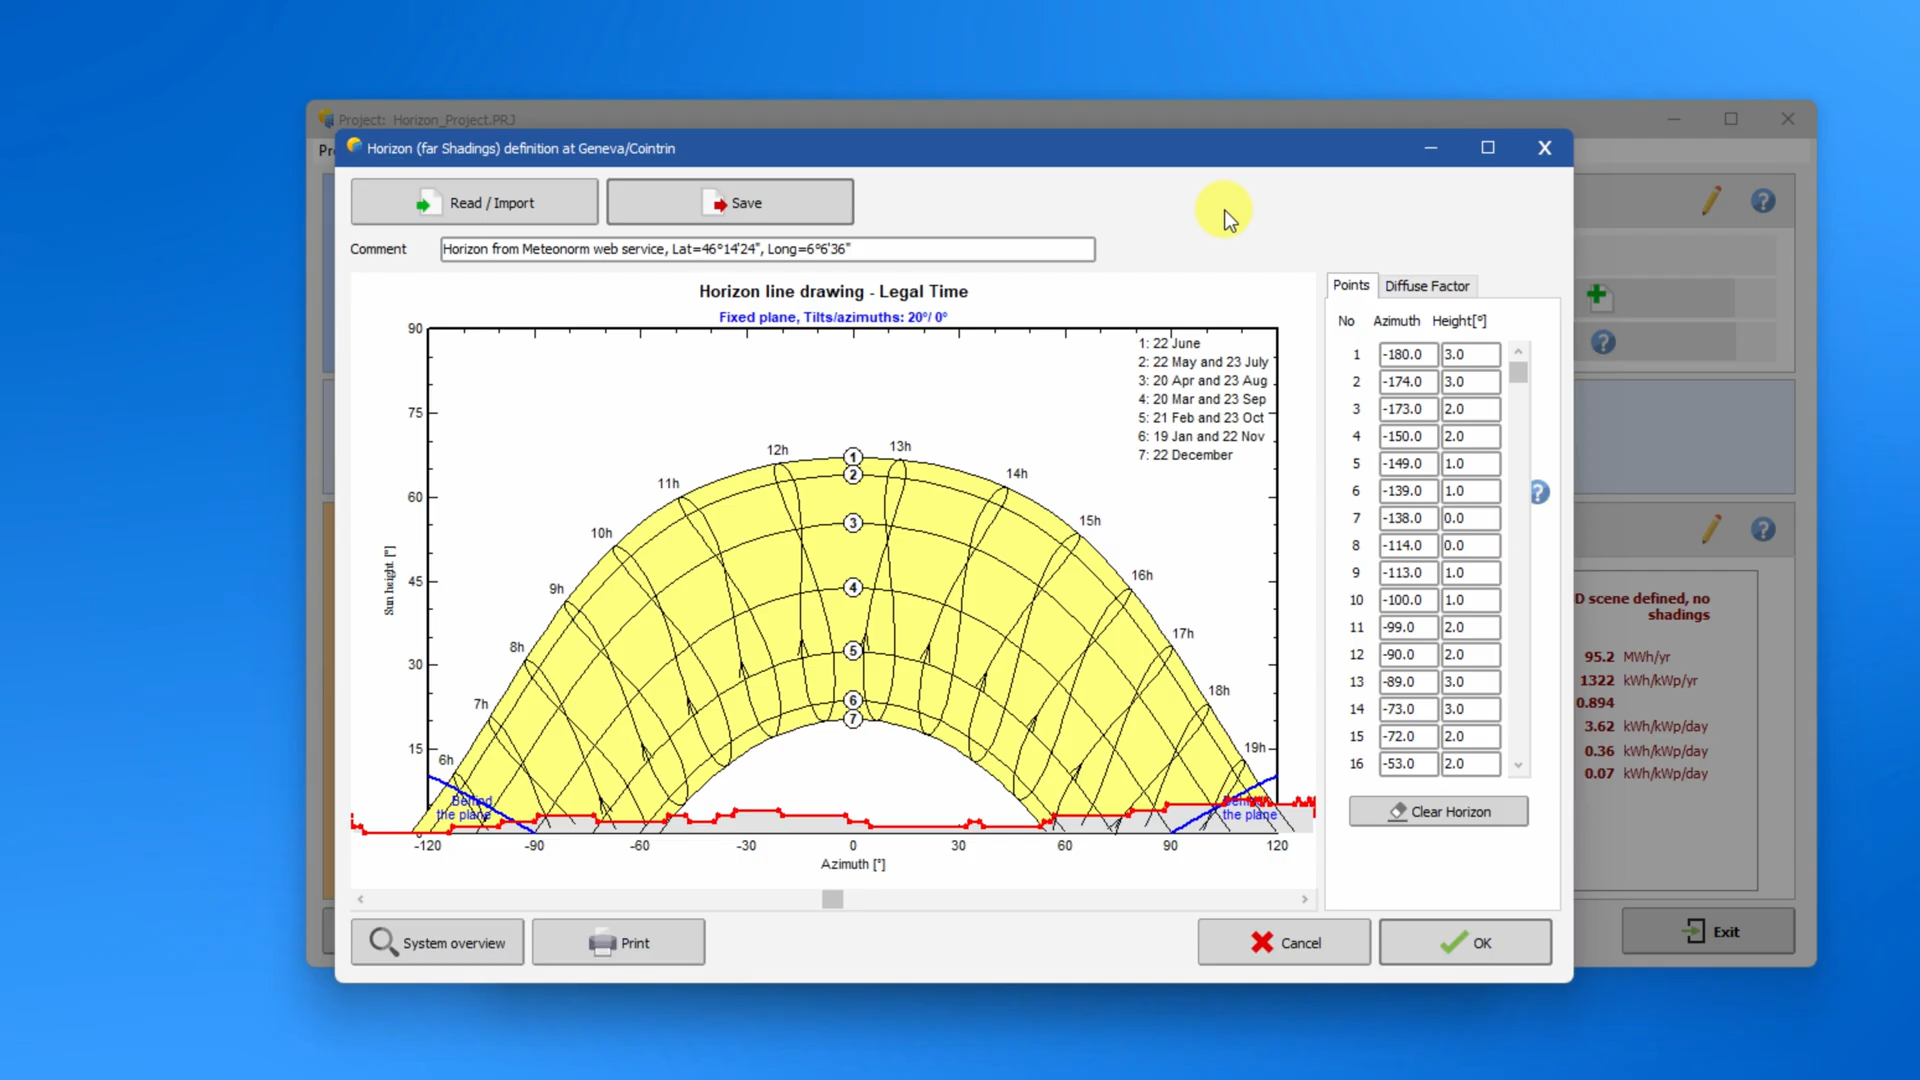 Project: Horizon_Project.PRJ
Pr
Horizon (far Shadings) definition at Geneva/Cointrin
X
Read / Import
Save
Comment
Horizon from Meteonorm web service, Lat=46°14'24", Long=6°6'36"
Horizon line drawing - Legal Time
Fixed plane, Tilts/azimuths: 20°/ 0°
1: 22 June
2: 22 May and 23 July
3: 20 Apr and 23 Aug
4: 20 Mar and 23 Sep
5: 21 Feb and 23 Oct
6: 19 Jan and 22 Nov
7: 22 December
90
75
60
45
30
15
0
Sun height [°]
6h
7h
8h
9h
10h
11h
12h
13h
14h
15h
16h
17h
18h
19h
1
2
3
4
5
6
7
Behind
the plane
Behind
the plane
-120 -90 -60 -30 0 30 60 90 120
Azimuth [°]
Points Diffuse Factor
No Azimuth Height[°]
1 -180.0 3.0
2 -174.0 3.0
3 -173.0 2.0
4 -150.0 2.0
5 -149.0 1.0
6 -139.0 1.0
7 -138.0 0.0
8 -114.0 0.0
9 -113.0 1.0
10 -100.0 1.0
11 -99.0 2.0
12 -90.0 2.0
13 -89.0 3.0
14 -73.0 3.0
15 -72.0 2.0
16 -53.0 2.0
Clear Horizon
System overview
Print
Cancel
OK
D scene defined, no
shadings
95.2 MWh/yr
1322 kWh/kWp/yr
0.894
3.62 kWh/kWp/day
0.36 kWh/kWp/day
0.07 kWh/kWp/day
Exit